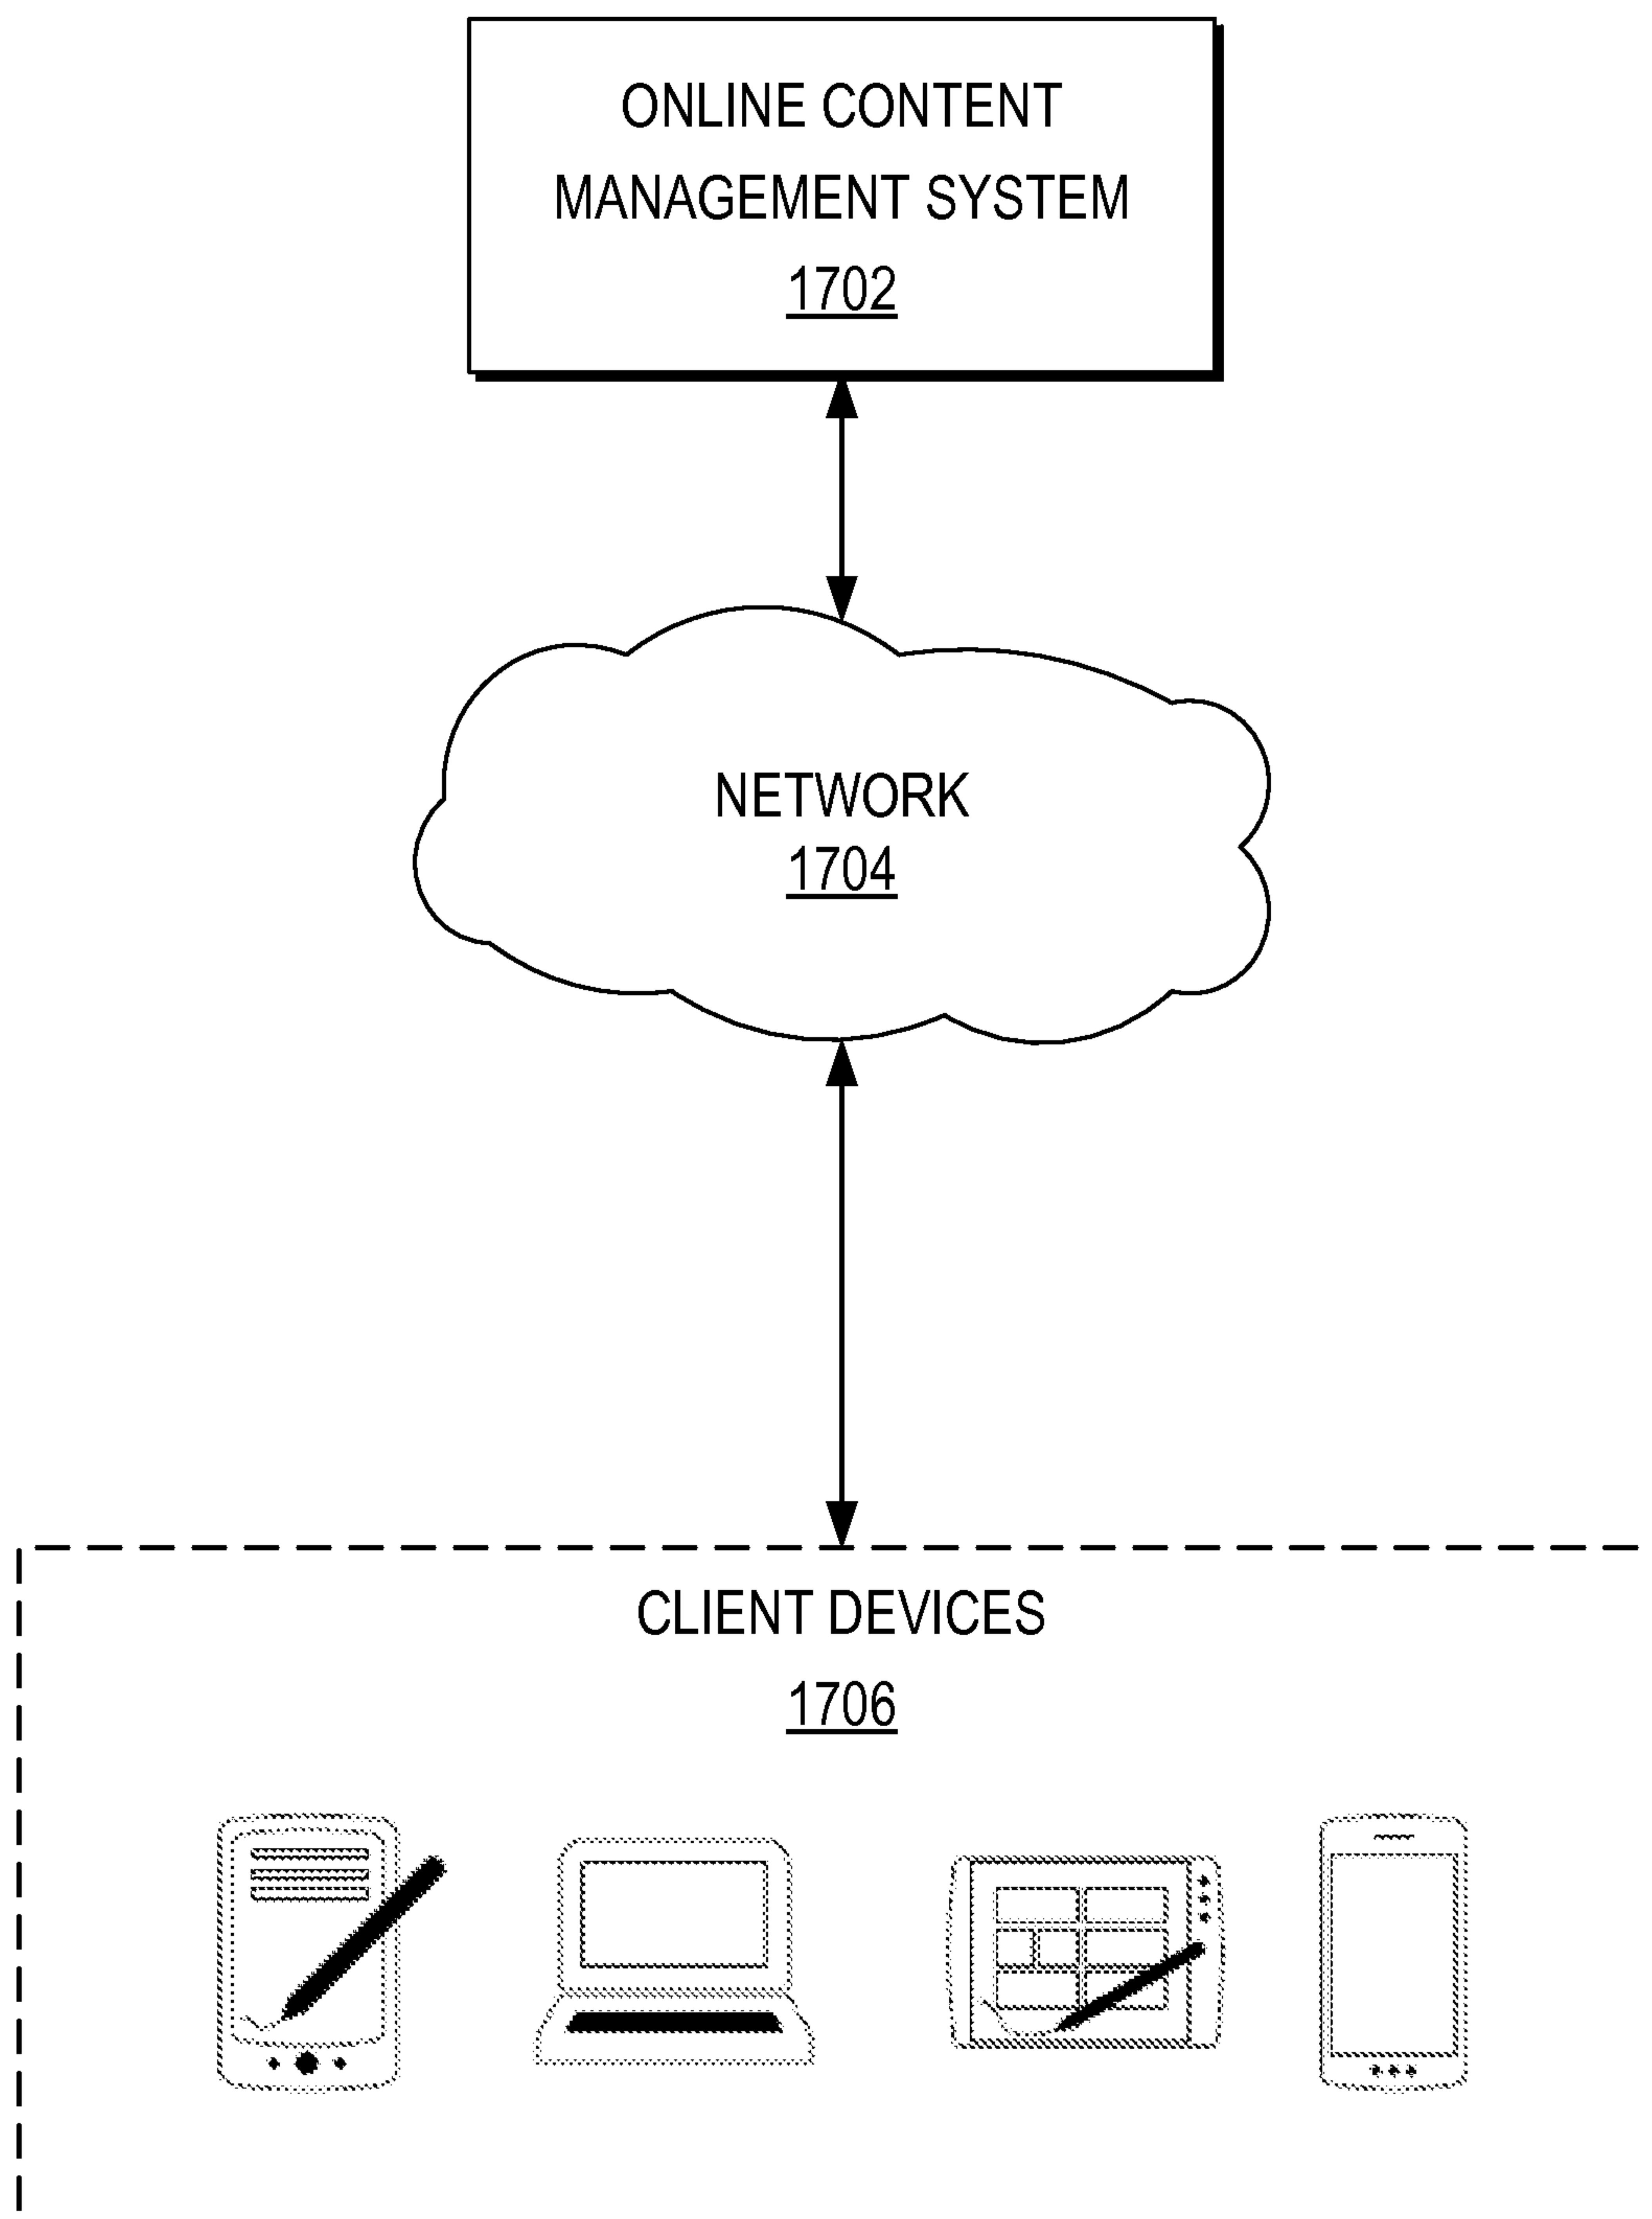 ONLINE CONTENT
MANAGEMENT SYSTEM
1702
NETWORK
1704
CLIENT DEVICES
1706